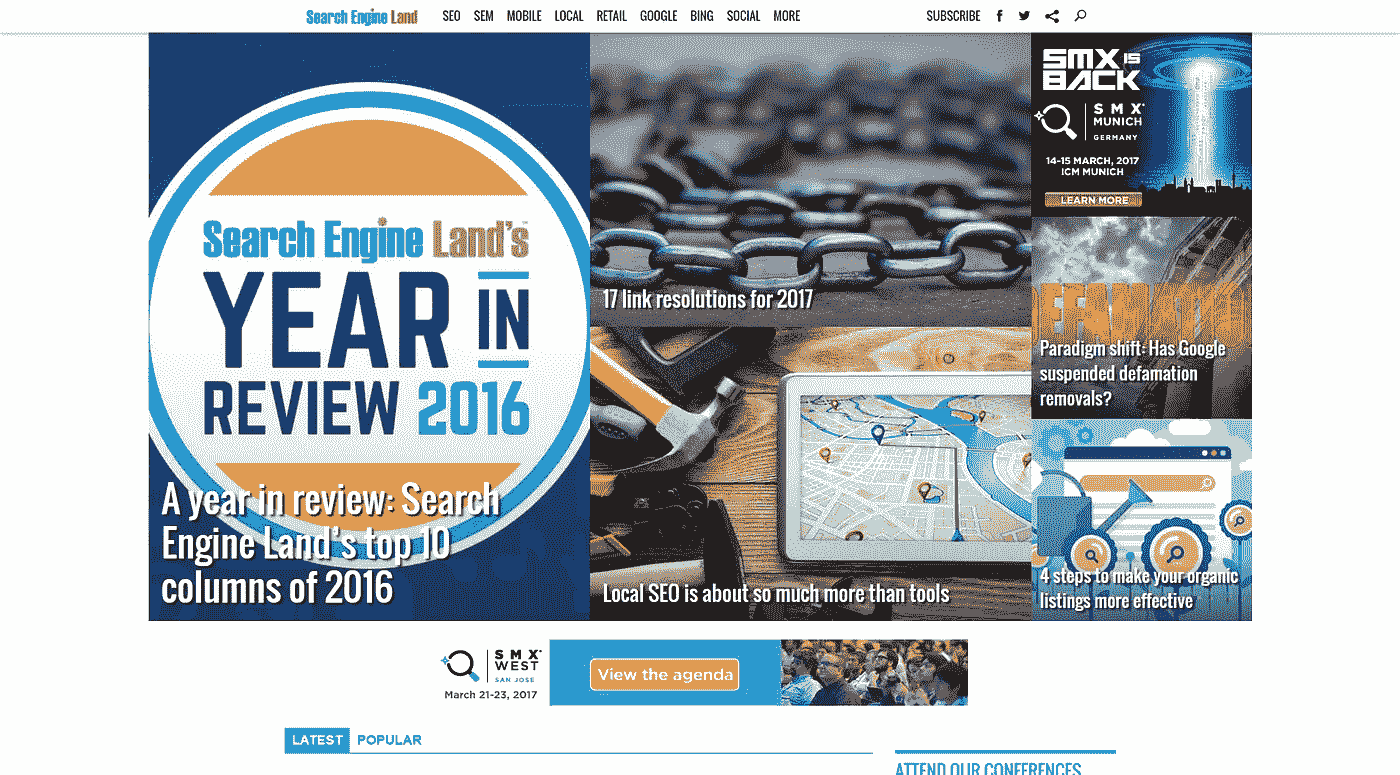 Search Engine Land SEO SEM MOBILE LOCAL RETAIL GOOGLE BING SOCIAL MORE SUBSCRIBE
Search Engine Land's
YEAR IN
REVIEW 2016
A year in review: Search
Engine Land's top 10
columns of 2016
17 link resolutions for 2017
Local SEO is about so much more than tools
SMX IS
BACK
SMX
MUNICH
GERMANY
14-15 MARCH, 2017
ICM MUNICH
LEARN MORE
Paradigm shift: Has Google
suspended defamation
removals?
4 steps to make your organic
listings more effective
SMX
WEST
SAN JOSE
March 21-23, 2017
View the agenda
LATEST POPULAR
ATTEND OUR CONFERENCES